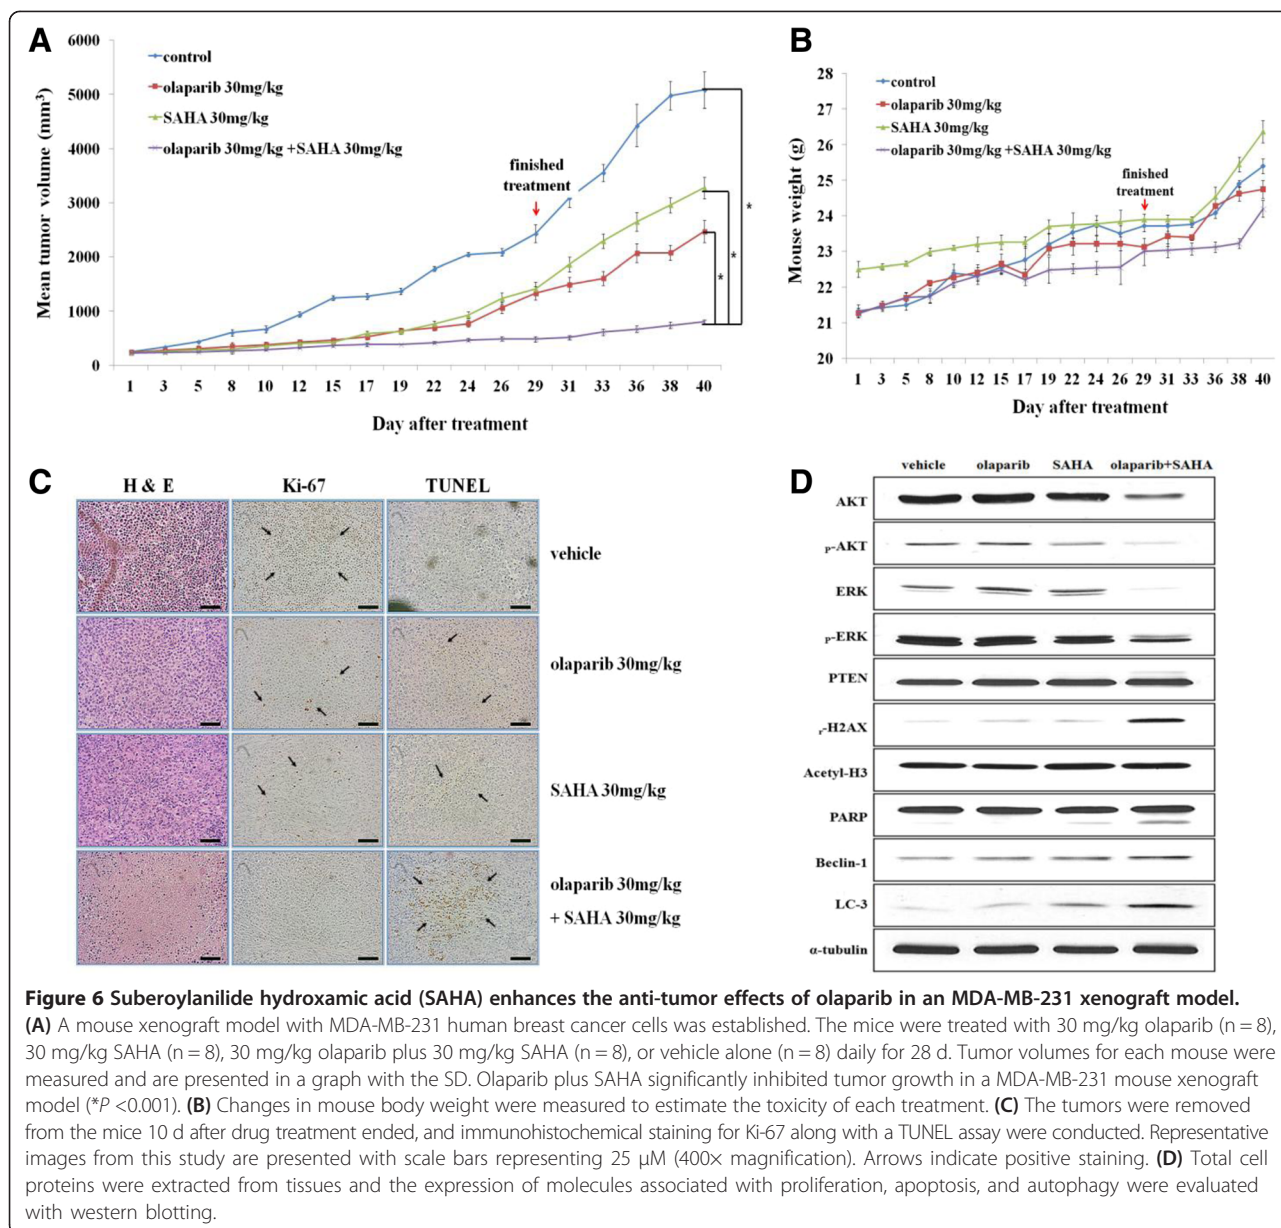 A
6000
5000
4000
3000
2000
1000
0
Mean tumor volume (mm³)
control
olaparib 30mg/kg
SAHA 30mg/kg
olaparib 30mg/kg +SAHA 30mg/kg
finished
treatment
*
*
*
1 3 5 8 10 12 15 17 19 22 24 26 29 31 33 36 38 40
Day after treatment
B
28
27
26
25
24
23
22
21
20
Mouse weight (g)
control
olaparib 30mg/kg
SAHA 30mg/kg
olaparib 30mg/kg +SAHA 30mg/kg
finished
treatment
1 3 5 8 10 12 15 17 19 22 24 26 29 31 33 36 38 40
Day after treatment
C
H & E Ki-67 TUNEL
vehicle
olaparib 30mg/kg
SAHA 30mg/kg
olaparib 30mg/kg
+ SAHA 30mg/kg
D
vehicle olaparib SAHA olaparib+SAHA
AKT
P-AKT
ERK
P-ERK
PTEN
r-H2AX
Acetyl-H3
PARP
Beclin-1
LC-3
α-tubulin
Figure 6 Suberoylanilide hydroxamic acid (SAHA) enhances the anti-tumor effects of olaparib in an MDA-MB-231 xenograft model.
(A) A mouse xenograft model with MDA-MB-231 human breast cancer cells was established. The mice were treated with 30 mg/kg olaparib (n = 8),
30 mg/kg SAHA (n = 8), 30 mg/kg olaparib plus 30 mg/kg SAHA (n = 8), or vehicle alone (n = 8) daily for 28 d. Tumor volumes for each mouse were
measured and are presented in a graph with the SD. Olaparib plus SAHA significantly inhibited tumor growth in a MDA-MB-231 mouse xenograft
model (*P <0.001). (B) Changes in mouse body weight were measured to estimate the toxicity of each treatment. (C) The tumors were removed
from the mice 10 d after drug treatment ended, and immunohistochemical staining for Ki-67 along with a TUNEL assay were conducted. Representative
images from this study are presented with scale bars representing 25 μM (400× magnification). Arrows indicate positive staining. (D) Total cell
proteins were extracted from tissues and the expression of molecules associated with proliferation, apoptosis, and autophagy were evaluated
with western blotting.